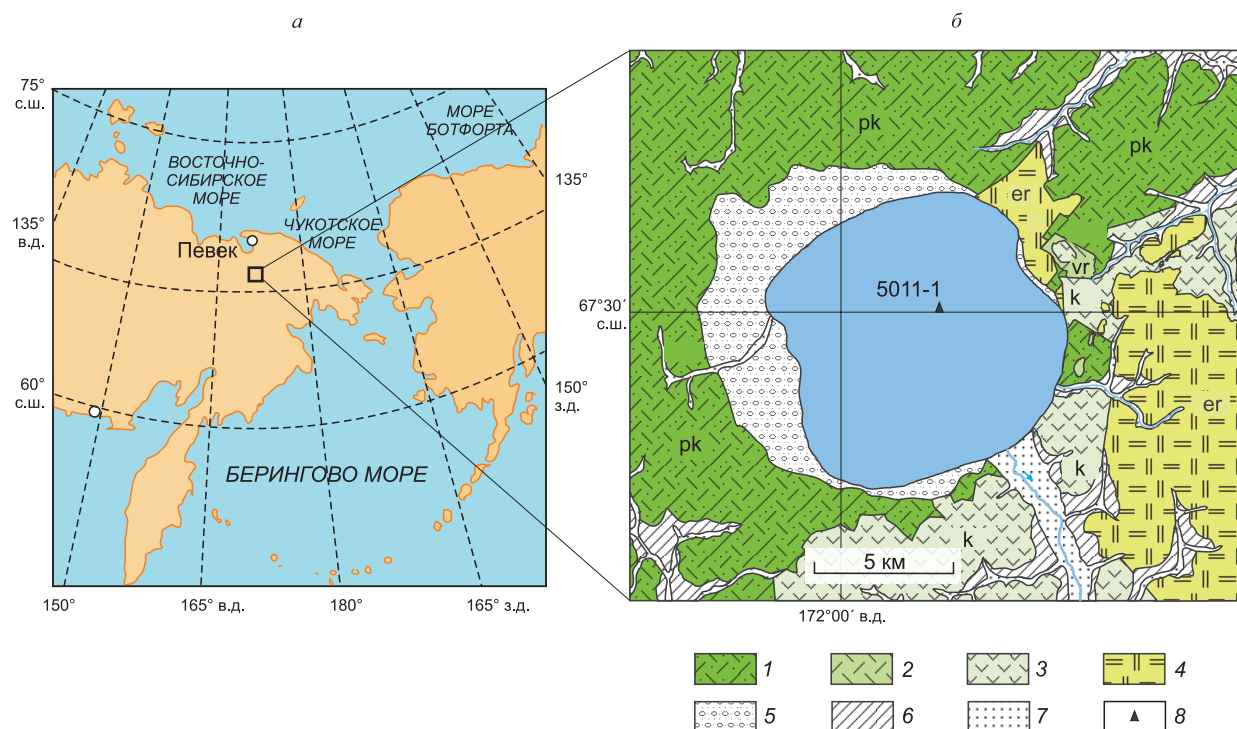 а
75°
с.ш.
МОРЕ
БОТФОРТА
ВОСТОЧНО-
СИБИРСКОЕ
МОРЕ
135°
135°
в.д.
ЧУКОТСКОЕ
МОРЕ
Певек
60°
с.ш.
150°
з.д.
БЕРИНГОВО МОРЕ
150°
165° в.д.
180°
165° з.д.
б
pk
pk
er
vr
5011-1
k
67°30´
с.ш.
er
pk
k
k
5 км
172°00´ в.д.
1
2
3
4
5
6
7
8